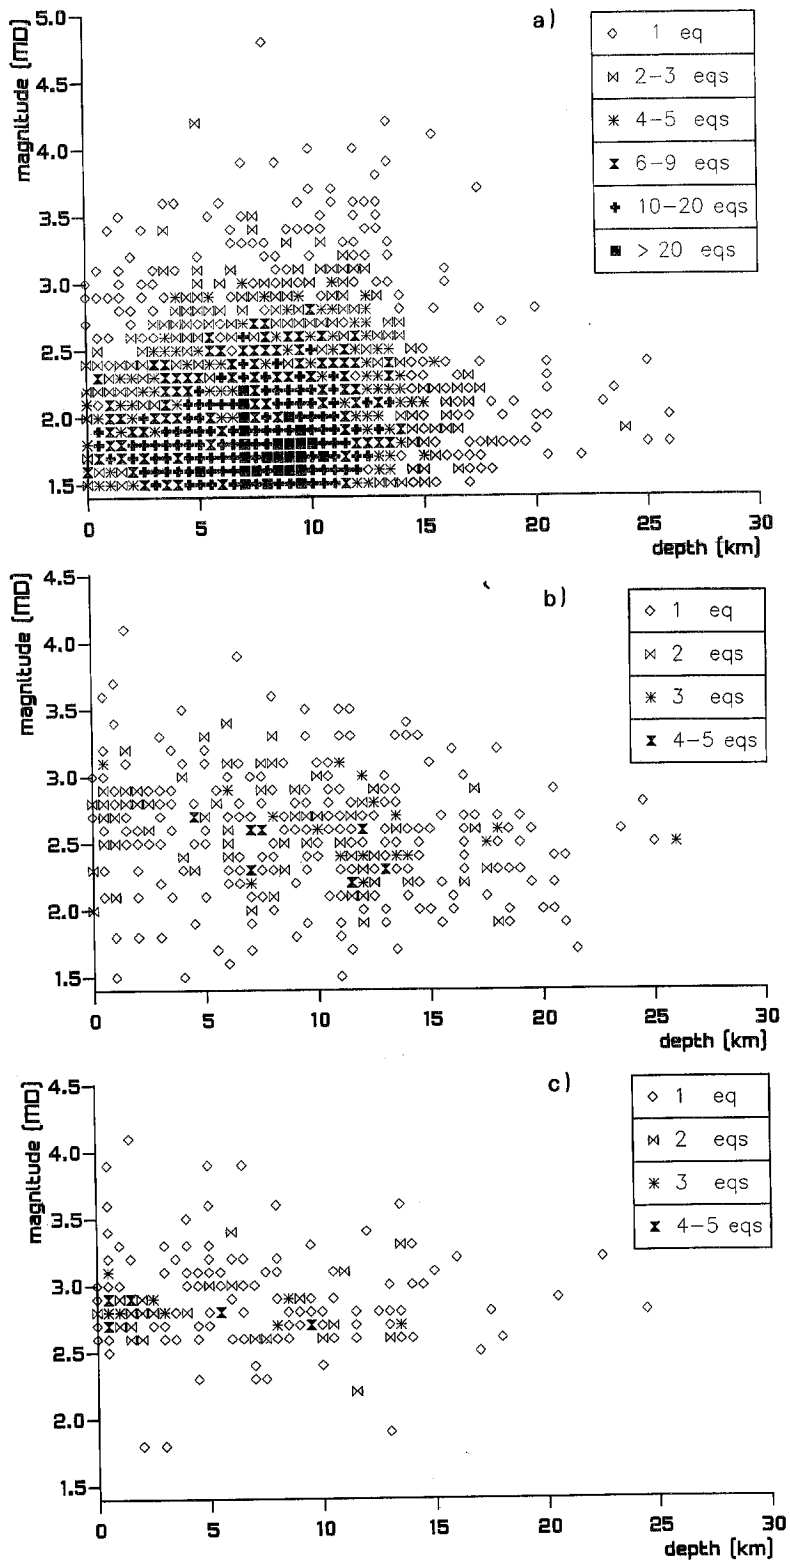 a)
magnitude (MD)
5.0
4.5
4.0
3.5
3.0
2.5
2.0
1.5
1 eq
2-3 eqs
4-5 eqs
6-9 eqs
10-20 eqs
> 20 eqs
0 5 10 15 20 25 30
depth (km)
b)
magnitude (MD)
4.5
4.0
3.5
3.0
2.5
2.0
1.5
1 eq
2 eqs
3 eqs
4-5 eqs
0 5 10 15 20 25 30
depth (km)
c)
magnitude (MD)
4.5
4.0
3.5
3.0
2.5
2.0
1.5
1 eq
2 eqs
3 eqs
4-5 eqs
0 5 10 15 20 25 30
depth (km)